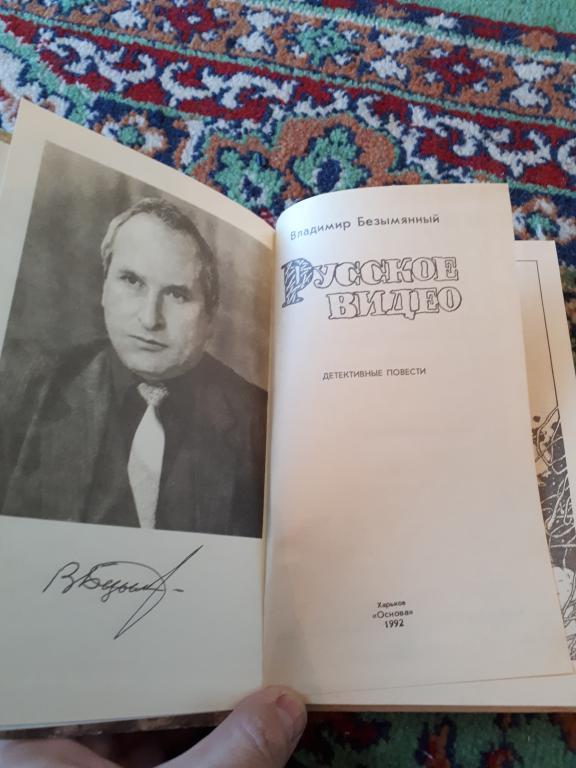 Владимир Безымянный
РУССКОЕ
ВИДЕО
ДЕТЕКТИВНЫЕ ПОВЕСТИ
Харьков
«Основа»
1992